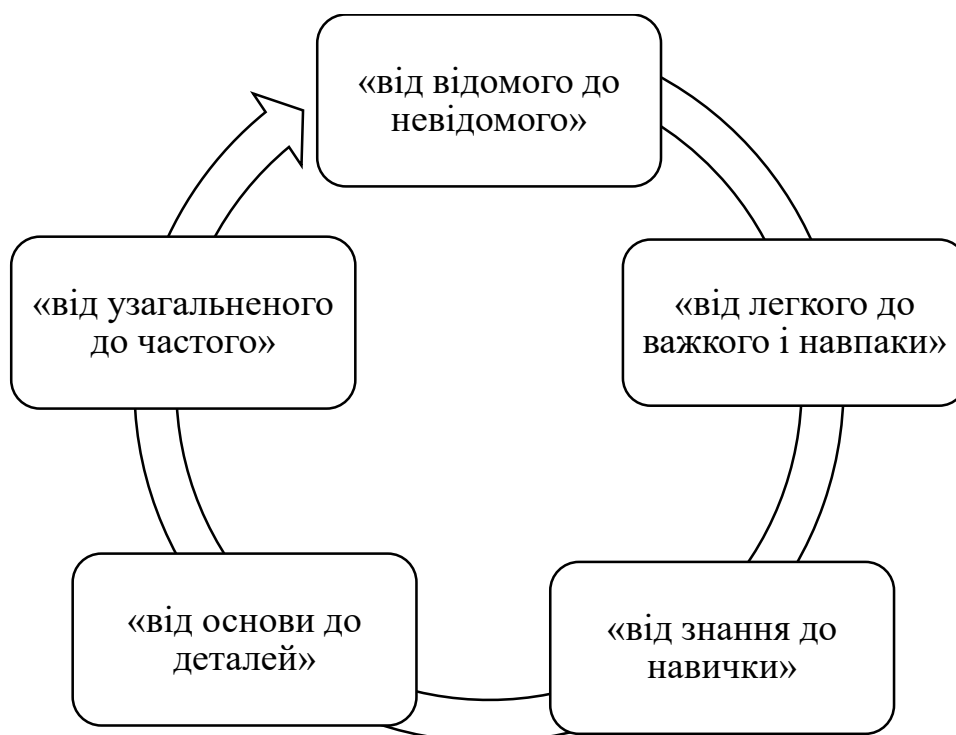 «від відомого до
невідомого»
«від легкого до
важкого і навпаки»
«від знання до
навички»
«від основи до
деталей»
«від узагальненого
до частого»